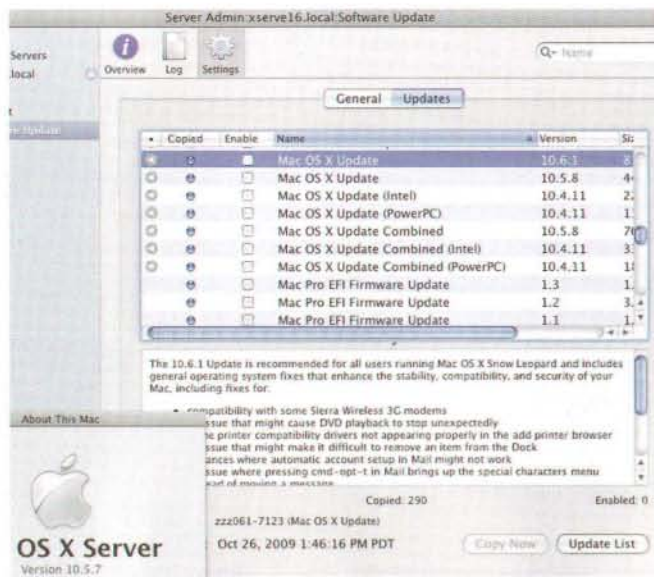 Server Admin:xserve16.local:Software Update
Servers
.local
Overview
Log
Settings
Name
General
Updates
Copied Enable Name Version
Mac OS X Update 10.6.1
Mac OS X Update 10.5.8
Mac OS X Update (Intel) 10.4.11
Mac OS X Update (PowerPC) 10.4.11
Mac OS X Update Combined 10.5.8
Mac OS X Update Combined (Intel) 10.4.11
Mac OS X Update Combined (PowerPC) 10.4.11
Mac Pro EFI Firmware Update 1.3
Mac Pro EFI Firmware Update 1.2
Mac Pro EFI Firmware Update 1.1
The 10.6.1 Update is recommended for all users running Mac OS X Snow Leopard and includes
general operating system fixes that enhance the stability, compatibility, and security of your
Mac, including fixes for:
compatibility with some Sierra Wireless 3G modems
ssue that might cause DVD playback to stop unexpectedly
ne printer compatibility drivers not appearing properly in the add printer browser
ssue that might make it difficult to remove an item from the Dock
ances where automatic account setup in Mail might not work
ssue where pressing cmd-opt-t in Mail brings up the special characters menu
ead of moving a message
Copied: 290 Enabled: 0
zzz061-7123 (Mac OS X Update)
Oct 26, 2009 1:46:16 PM PDT
Copy Now
Update List
About This Mac
OS X Server
Version 10.5.7